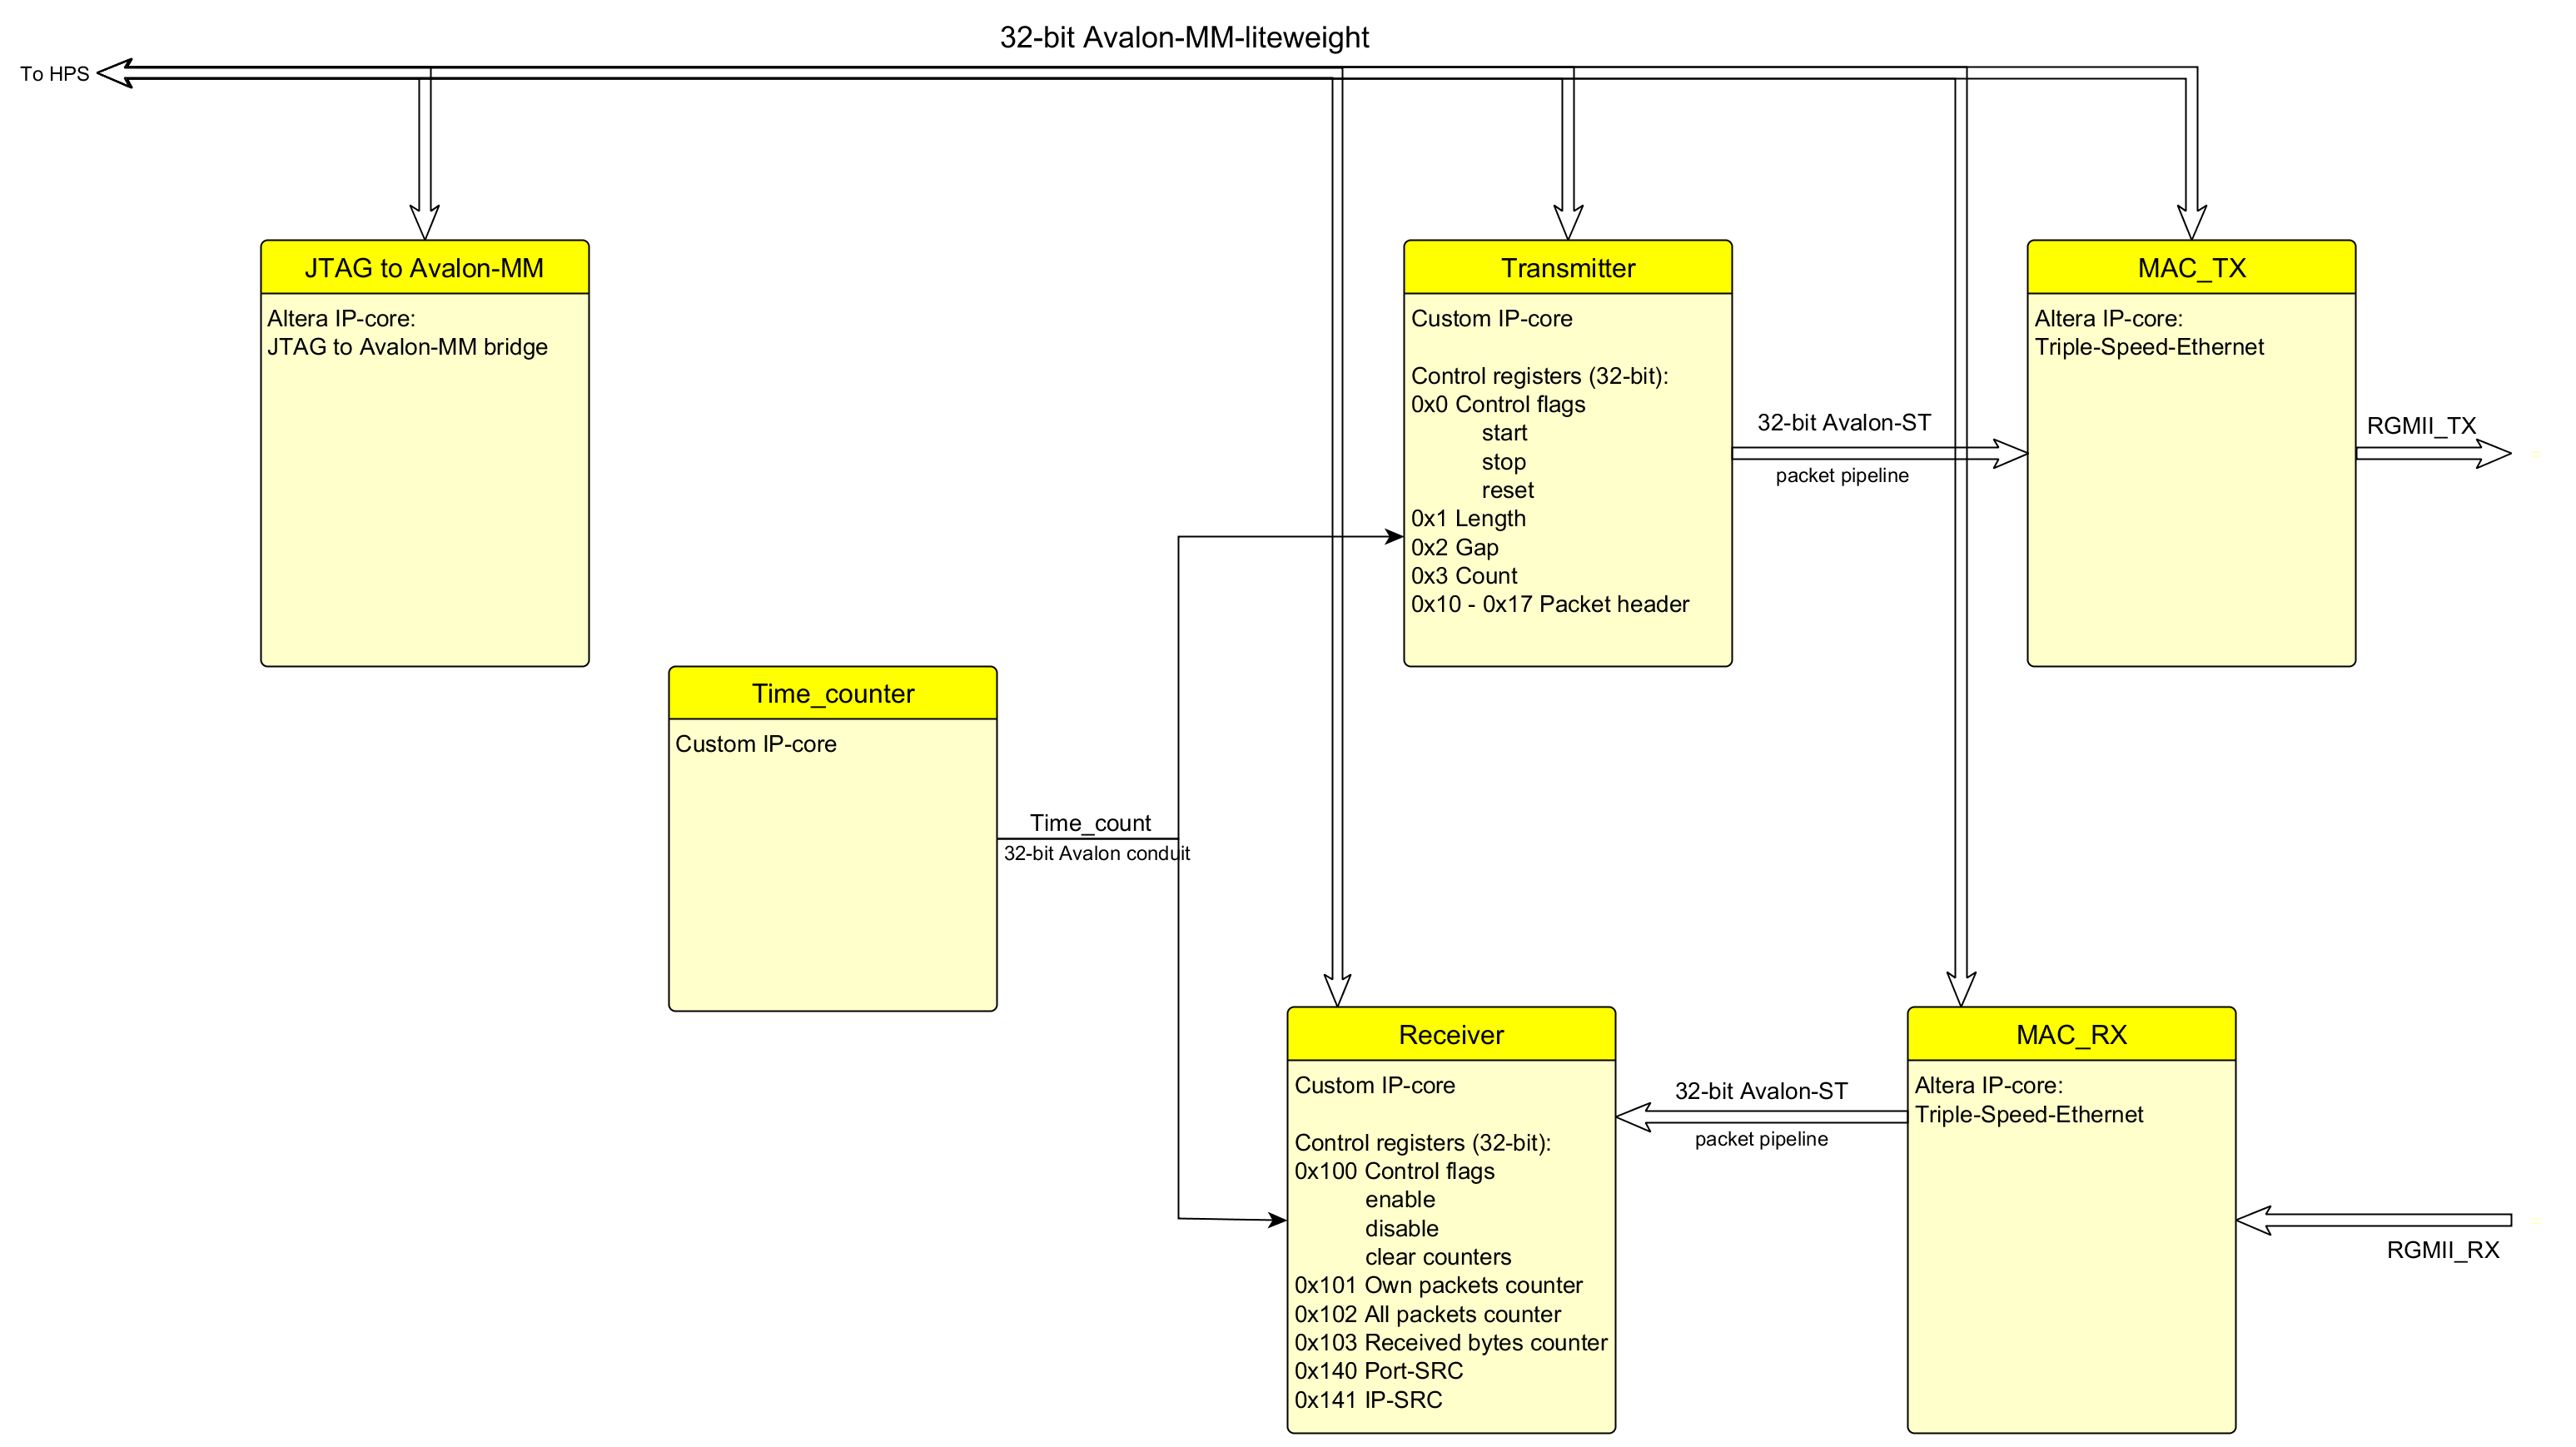 32-bit Avalon-MM-liteweight
To HPS
JTAG to Avalon-MM
Altera IP-core:
JTAG to Avalon-MM bridge
Transmitter
Custom IP-core
Control registers (32-bit):
0x0 Control flags
start
stop
reset
0x1 Length
0x2 Gap
0x3 Count
0x10 - 0x17 Packet header
32-bit Avalon-ST
packet pipeline
MAC_TX
Altera IP-core:
Triple-Speed-Ethernet
RGMII_TX
Time_counter
Custom IP-core
Time_count
32-bit Avalon conduit
Receiver
Custom IP-core
Control registers (32-bit):
0x100 Control flags
enable
disable
clear counters
0x101 Own packets counter
0x102 All packets counter
0x103 Received bytes counter
0x140 Port-SRC
0x141 IP-SRC
32-bit Avalon-ST
packet pipeline
MAC_RX
Altera IP-core:
Triple-Speed-Ethernet
RGMII_RX